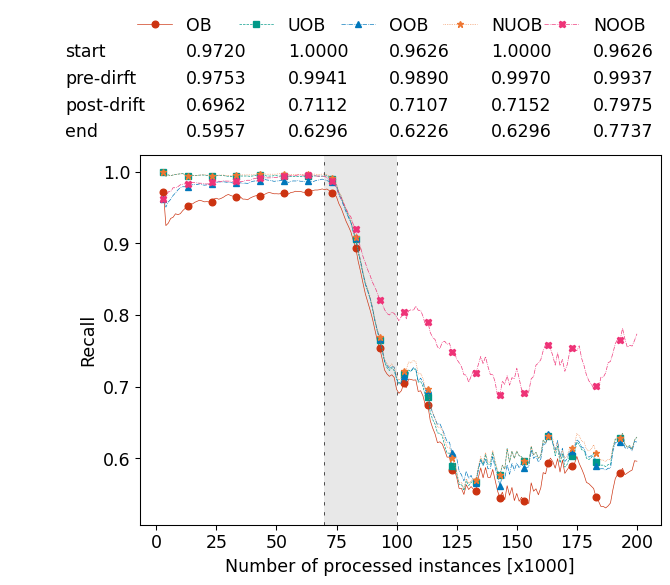 OB UOB OOB NUOB NOOB
start 0.9720 1.0000 0.9626 1.0000 0.9626
pre-dirft 0.9753 0.9941 0.9890 0.9970 0.9937
post-drift 0.6962 0.7112 0.7107 0.7152 0.7975
end 0.5957 0.6296 0.6226 0.6296 0.7737
1.0
0.9
0.8
0.7
0.6
Recall
0 25 50 75 100 125 150 175 200
Number of processed instances [x1000]